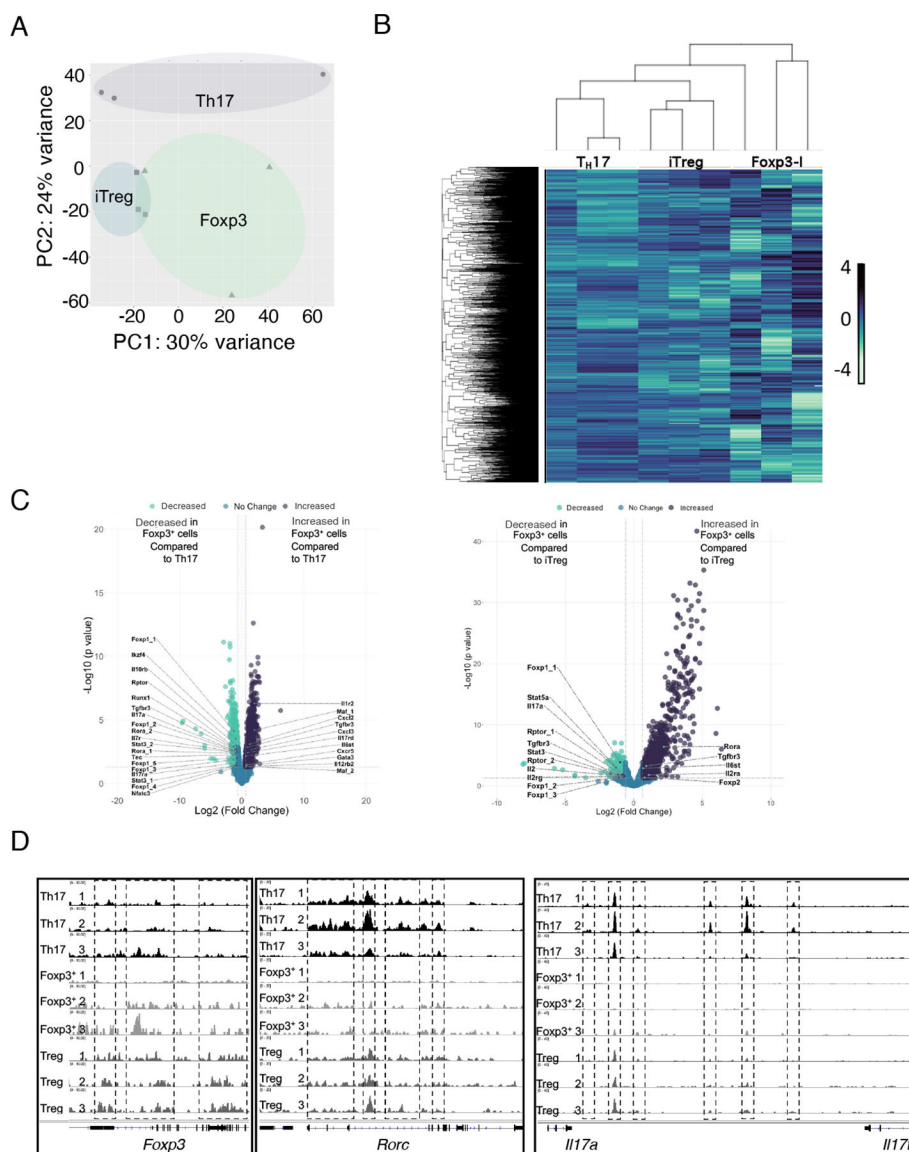 A
40
20
0
-20
-40
-60
PC2: 24% variance
Th17
iTreg
Foxp3
-20 0 20 40 60
PC1: 30% variance
B
TH17 iTreg Foxp3-I
4
0
-4
C
Decreased No Change Increased
Decreased in
Foxp3+ cells
Compared
to Th17
Increased in
Foxp3+ cells
Compared
to Th17
20
15
10
5
0
-Log10 (p value)
Foxp1_1
Ikzf4
Il10rb
Rptor
Runx1
Tgfbr3
Il17a
Foxp1_2
Rora_2
Il7r
Stat3_2
Rora_1
Tec
Foxp1_5
Foxp1_3
Il17ra
Stat3_1
Foxp1_4
Nfatc3
Il1r2
Maf_1
Cxcl2
Tgfbr3
Cxcl3
Il17rd
Il6st
Cxcr5
Gata3
Il12rb2
Maf_2
-20 -10 0 10 20
Log2 (Fold Change)
Decreased No Change Increased
Decreased in
Foxp3+ cells
Compared
to iTreg
Increased in
Foxp3+ cells
Compared
to iTreg
40
30
20
10
0
-Log10 (p value)
Foxp1_1
Stat5a
Il17a
Rptor_1
Tgfbr3
Stat3
Rptor_2
Il2
Il2rg
Foxp1_2
Foxp1_3
Rora
Tgfbr3
Il6st
Il2ra
Foxp2
-10 -5 0 5 10
Log2 (Fold Change)
D
Th17 1
Th17 2
Th17 3
Foxp3+ 1
Foxp3+ 2
Foxp3+ 3
Treg 1
Treg 2
Treg 3
Foxp3
Th17 1
Th17 2
Th17 3
Foxp3+ 1
Foxp3+ 2
Foxp3+ 3
Treg 1
Treg 2
Treg 3
Rorc
Th17 1
Th17 2
Th17 3
Foxp3+ 1
Foxp3+ 2
Foxp3+ 3
Treg 1
Treg 2
Treg 3
Il17a